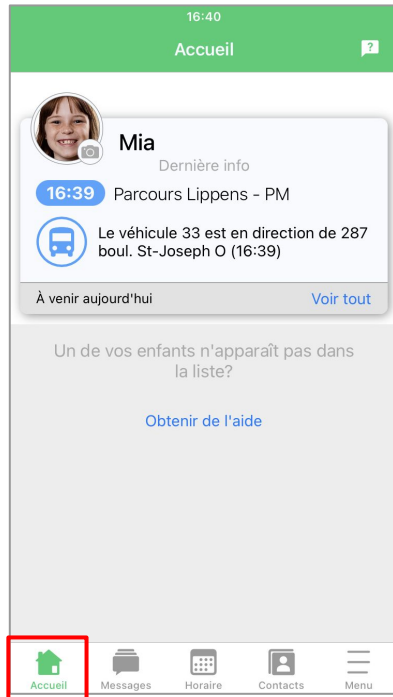 16:40
Accueil
?
Mia
Dernière info
16:39 Parcours Lippens - PM
Le véhicule 33 est en direction de 287
boul. St-Joseph O (16:39)
À venir aujourd'hui Voir tout
Un de vos enfants n'apparaît pas dans
la liste?
Obtenir de l'aide
Accueil Messages Horaire Contacts Menu